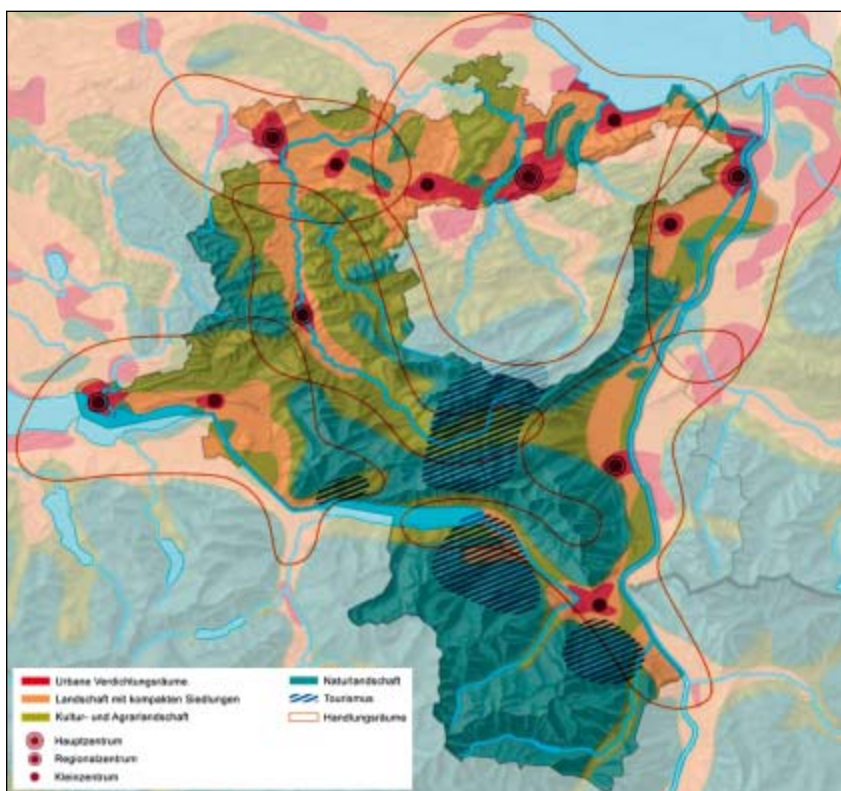 Urbane Verdichtungsräume
Landschaft mit kompakten Siedlungen
Kultur- und Agrarlandschaft
Hauptzentrum
Regionalzentrum
Kleinzentrum
Naturlandschaft
Tourismus
Handlungsräume